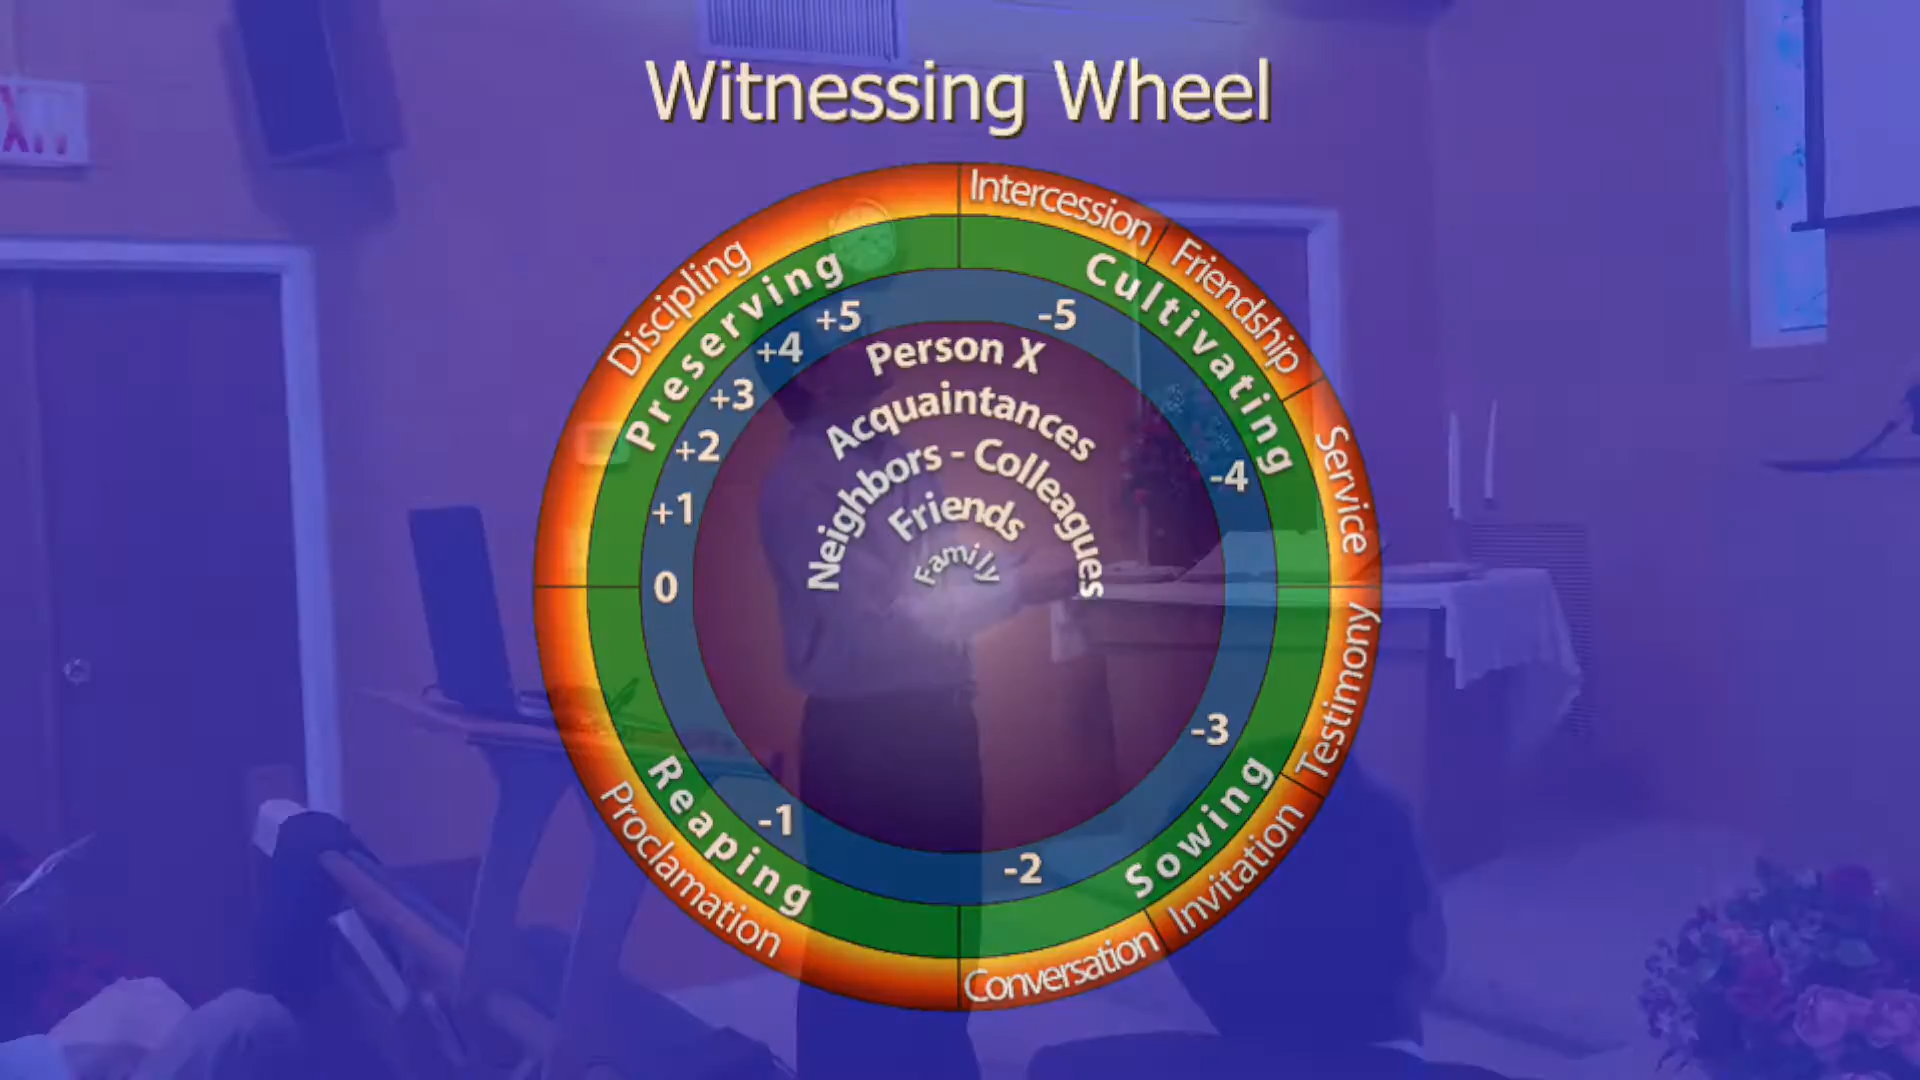 Witnessing Wheel
Intercession
Friendship
Service
Testimony
Invitation
Conversation
Proclamation
Discipling
Cultivating
Sowing
Reaping
Preserving
-5
-4
-3
-2
-1
0
+1
+2
+3
+4
+5
Person X
Acquaintances
Neighbors - Colleagues
Friends
Family